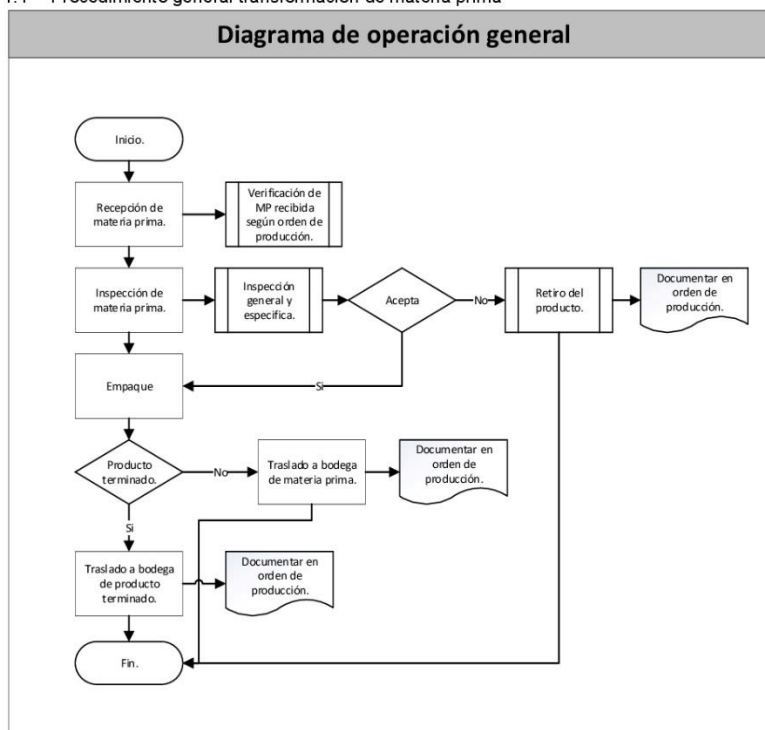 Procedimiento general transformación de materia prima
Diagrama de operación general
Inicio.
Recepción de
materia prima.
Verificación de
MP recibida
según orden de
producción.
Inspección de
materia prima.
Inspección
general y
especifica.
Acepta
No
Retiro del
producto.
Documentar en
orden de
producción.
Si
Empaque
Producto
terminado.
No
Traslado a bodega
de materia prima.
Documentar en
orden de
producción.
Si
Traslado a bodega
de producto
terminado.
Documentar en
orden de
producción.
Fin.